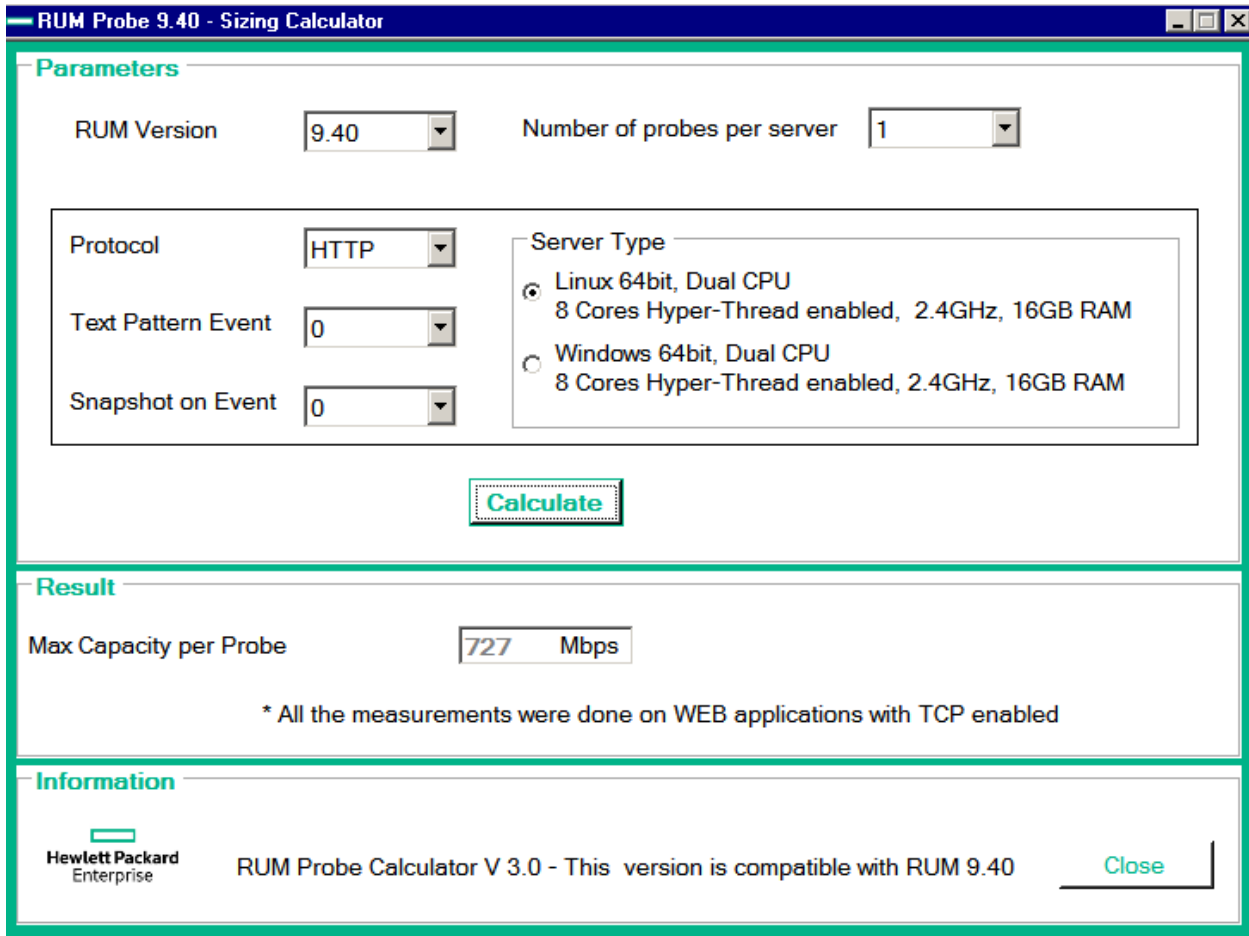 RUM Probe 9.40 - Sizing Calculator
Parameters
RUM Version 9.40 Number of probes per server 1
Protocol HTTP
Text Pattern Event 0
Snapshot on Event 0
Server Type
Linux 64bit, Dual CPU
8 Cores Hyper-Thread enabled, 2.4GHz, 16GB RAM
Windows 64bit, Dual CPU
8 Cores Hyper-Thread enabled, 2.4GHz, 16GB RAM
Calculate
Result
Max Capacity per Probe 727 Mbps
* All the measurements were done on WEB applications with TCP enabled
Information
Hewlett Packard
Enterprise
RUM Probe Calculator V 3.0 - This version is compatible with RUM 9.40
Close